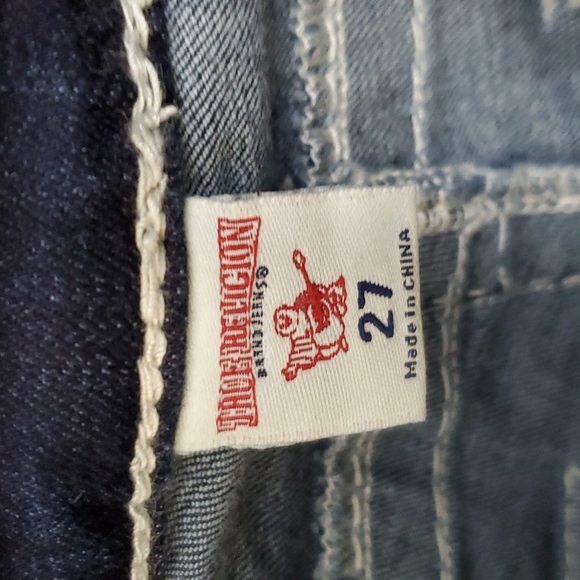 TRUE RELIGION
BRAND JEANS®
27
Made in CHINA